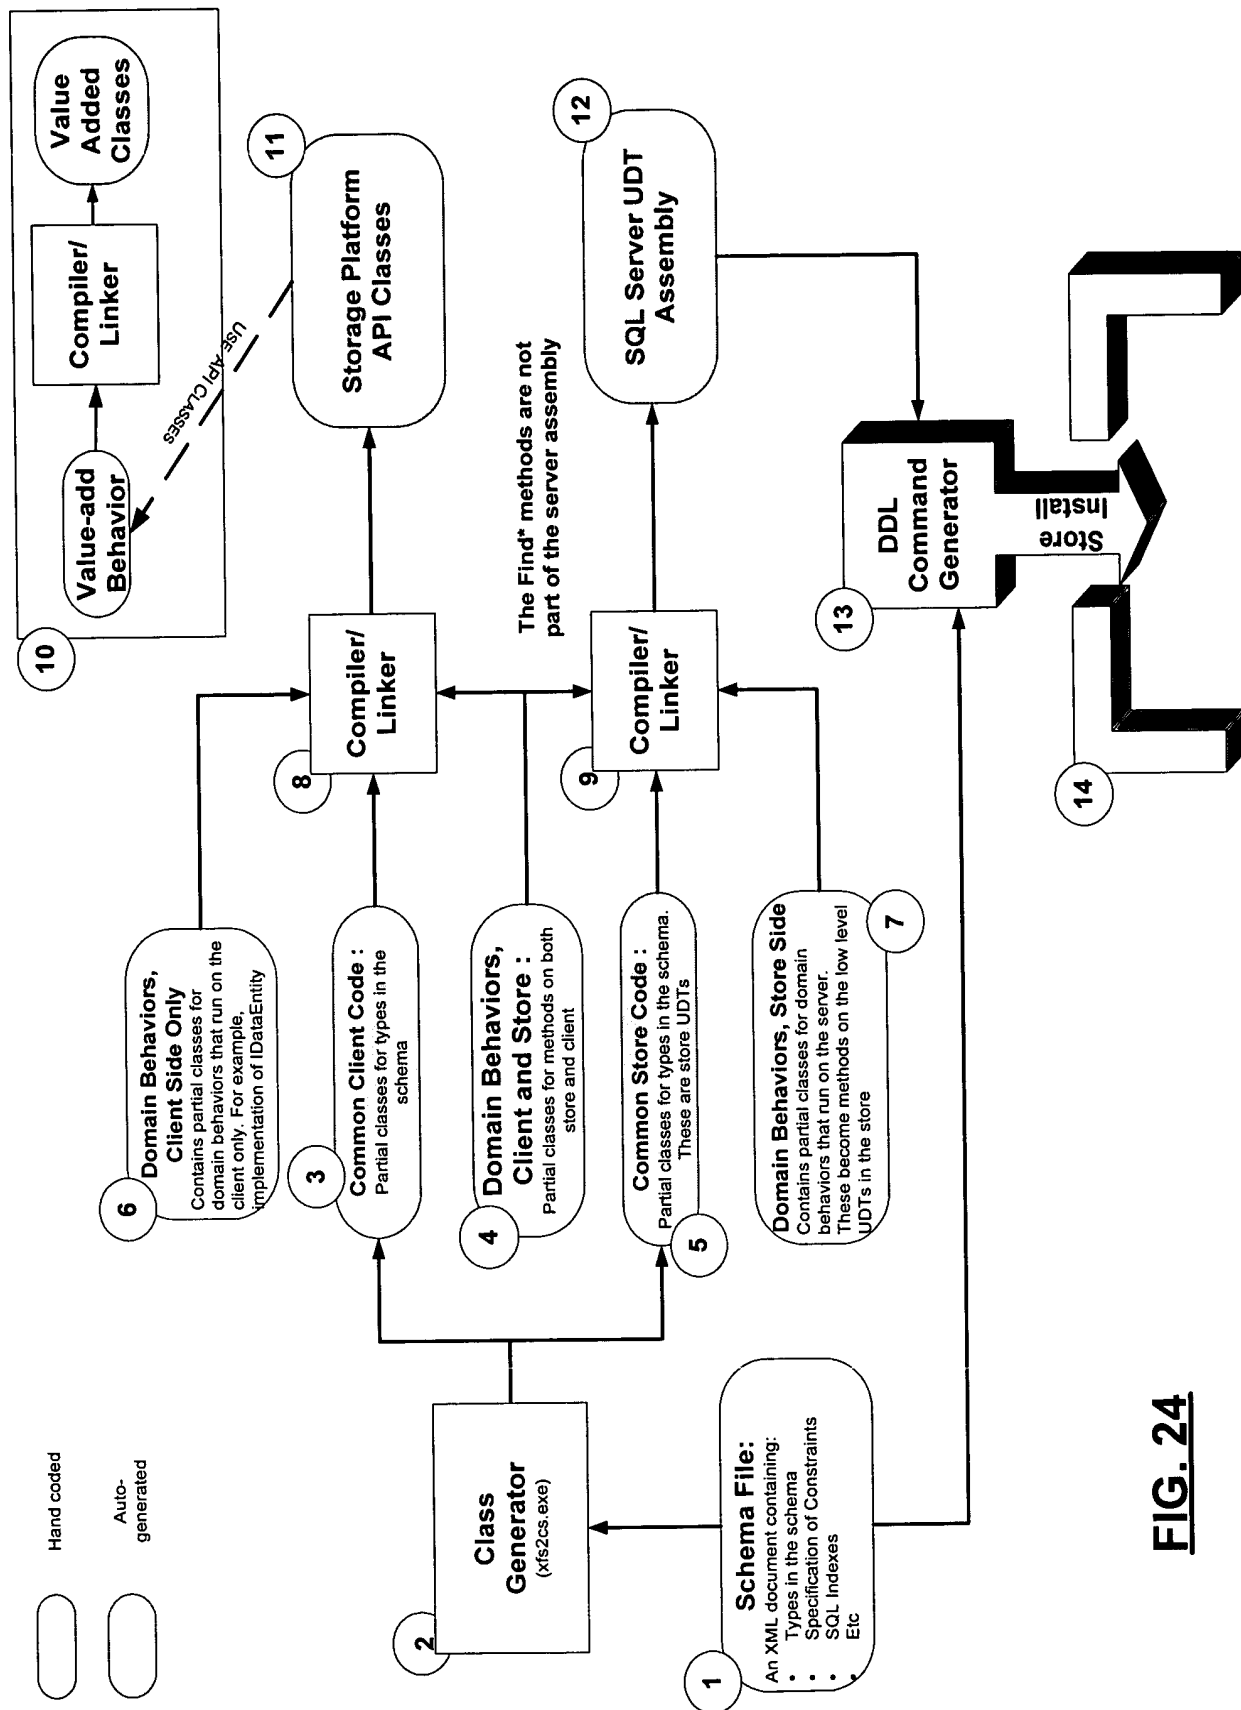 Hand coded
Auto-
generated
1
Schema File:
An XML document containing:
• Types in the schema
• Specification of Constraints
• SQL Indexes
• Etc
2
Class
Generator
(xfs2cs.exe)
6
Domain Behaviors,
Client Side Only
Contains partial classes for
domain behaviors that run on the
client only. For example,
implementation of IDataEntity
3
Common Client Code :
Partial classes for types in the
schema
4
Domain Behaviors,
Client and Store :
Partial classes for methods on both
store and client
5
Common Store Code :
Partial classes for types in the schema.
These are store UDTs
7
Domain Behaviors, Store Side
Contains partial classes for domain
behaviors that run on the server.
These become methods on the low level
UDTs in the store
8
Compiler/
Linker
9
Compiler/
Linker
The Find* methods are not
part of the server assembly
10
Value-add
Behavior
Compiler/
Linker
Value
Added
Classes
USE API CLASSES
11
Storage Platform
API Classes
12
SQL Server UDT
Assembly
13
DDL
Command
Generator
Store
Install
14
FIG. 24